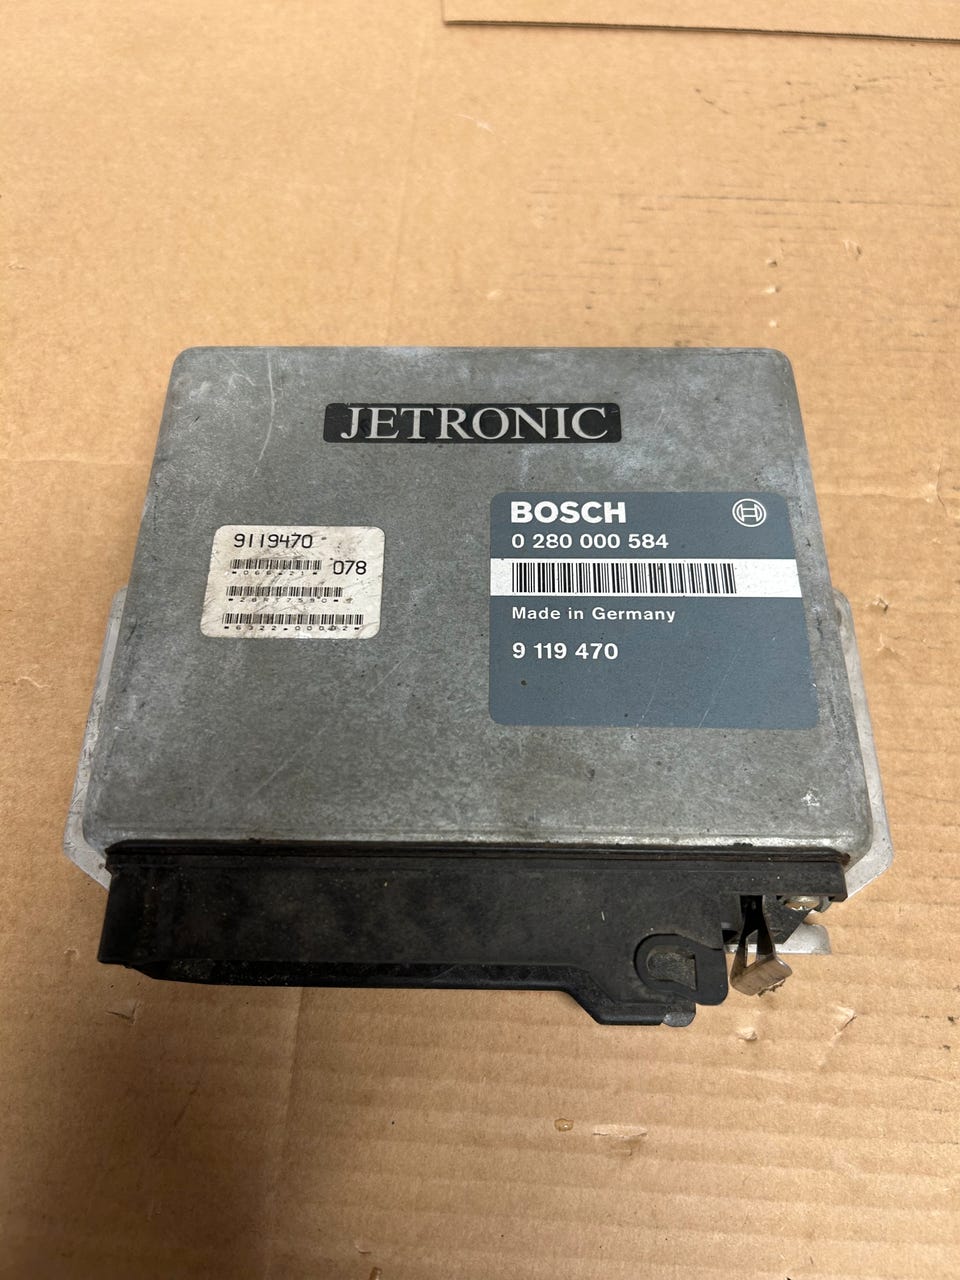 JETRONIC
BOSCH
0 280 000 584
Made in Germany
9 119 470
9119470
078